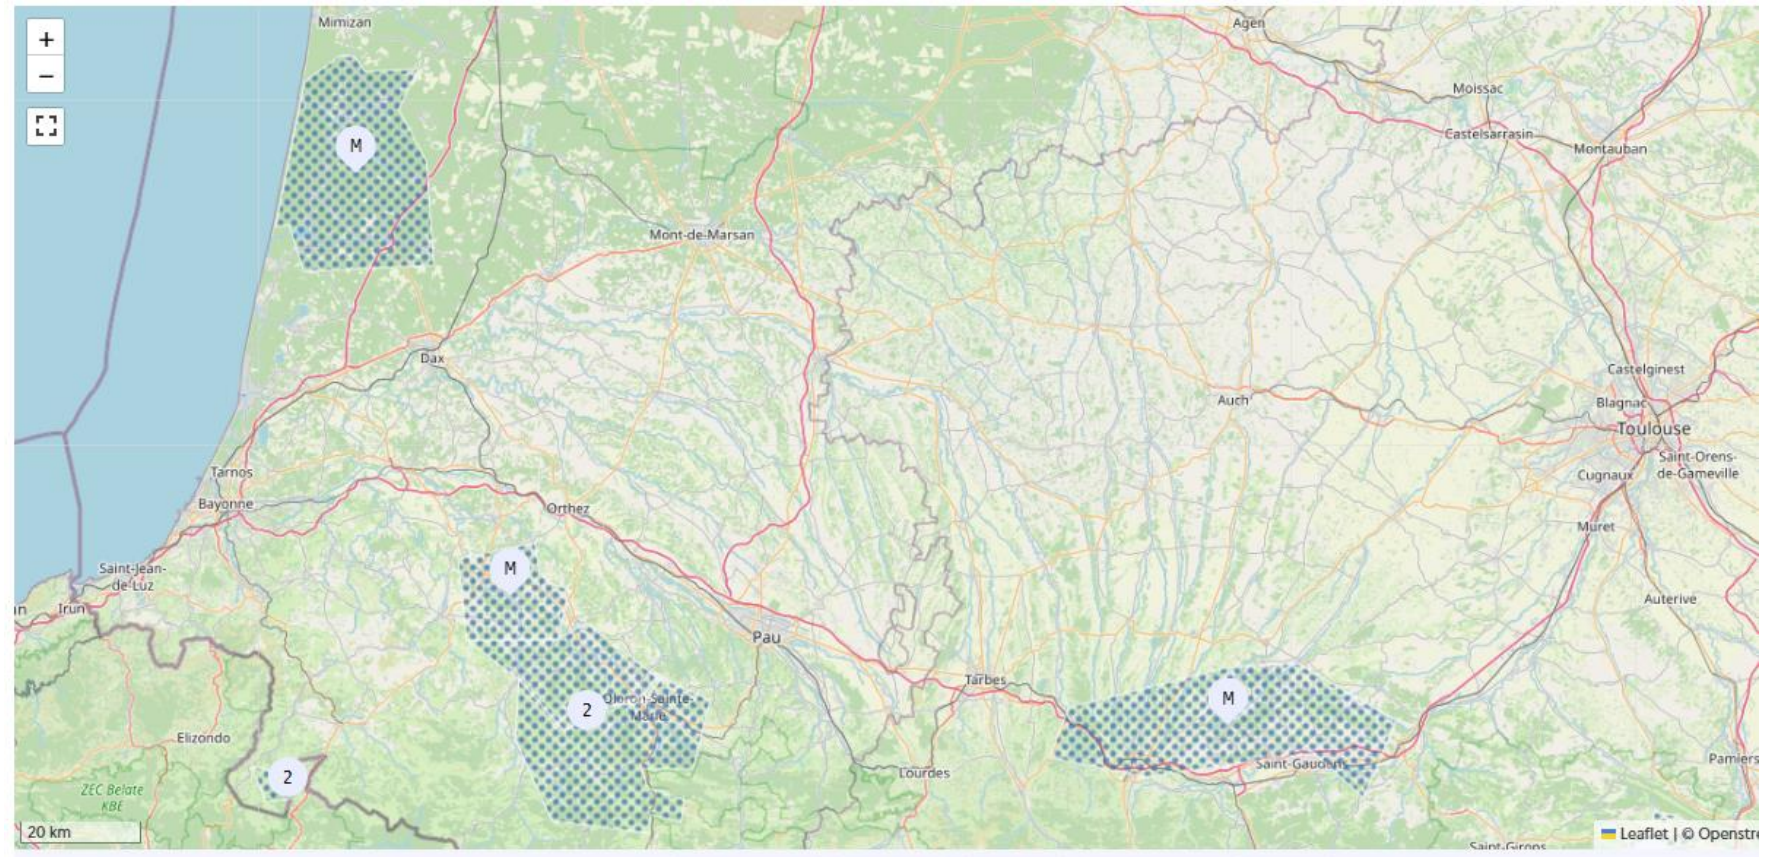 Mimizan
Agen
+
−
Moissac
Castelsarrasin
Montauban
M
Mont-de-Marsan
Dax
Castelginest
Auch
Blagnac
Toulouse
Saint-Orens-
de-Gameville
Tarnos
Cugnaux
Bayonne
Orthez
Muret
Saint-Jean-
de-Luz
M
Irun
Auterive
Pau
Tarbes
M
Oloron-Sainte-
Marie
2
Elizondo
Saint-Gaudens
Pamiers
Lourdes
2
ZEC Belate
KBE
20 km
Leaflet | © Openstre
Saint-Girons